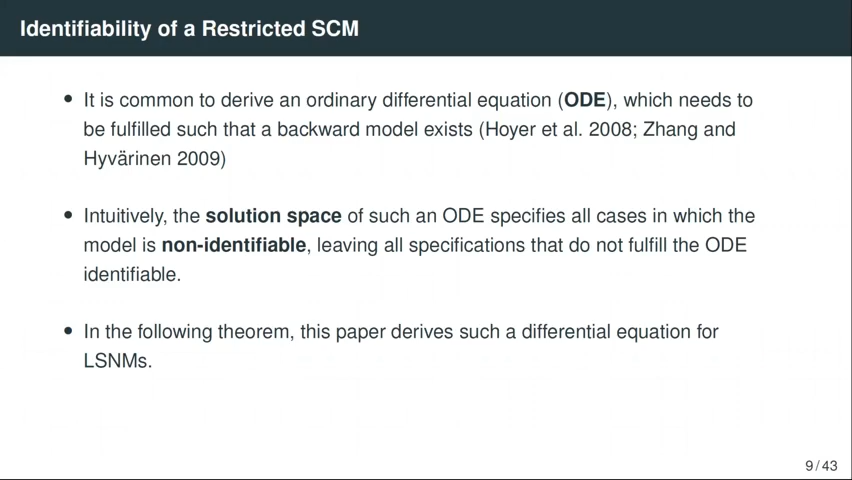 Identifiability of a Restricted SCM
• It is common to derive an ordinary differential equation (ODE), which needs to
be fulfilled such that a backward model exists (Hoyer et al. 2008; Zhang and
Hyvärinen 2009)
• Intuitively, the solution space of such an ODE specifies all cases in which the
model is non-identifiable, leaving all specifications that do not fulfill the ODE
identifiable.
• In the following theorem, this paper derives such a differential equation for
LSNMs.
9 / 43